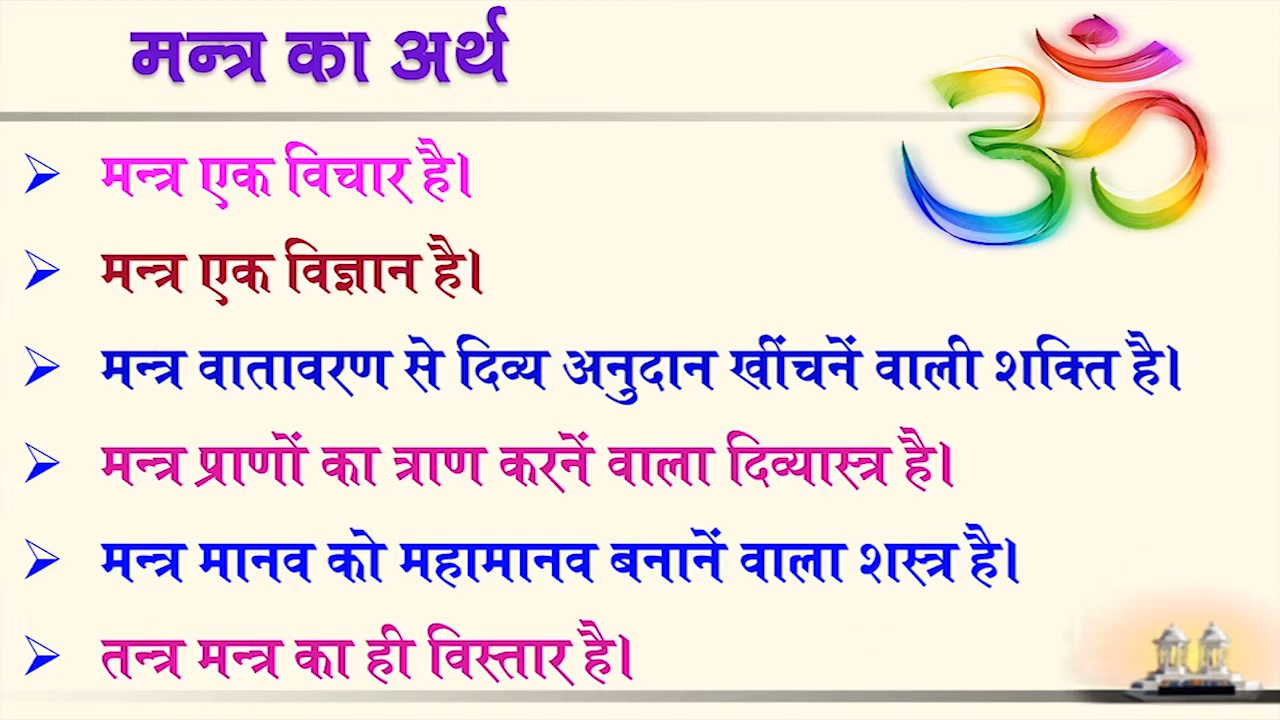 मन्त्र का अर्थ
ॐ
मन्त्र एक विचार है।
मन्त्र एक विज्ञान है।
मन्त्र वातावरण से दिव्य अनुदान खींचनें वाली शक्ति है।
मन्त्र प्राणों का त्राण करनें वाला दिव्यास्त्र है।
मन्त्र मानव को महामानव बनानें वाला शस्त्र है।
तन्त्र मन्त्र का ही विस्तार है।